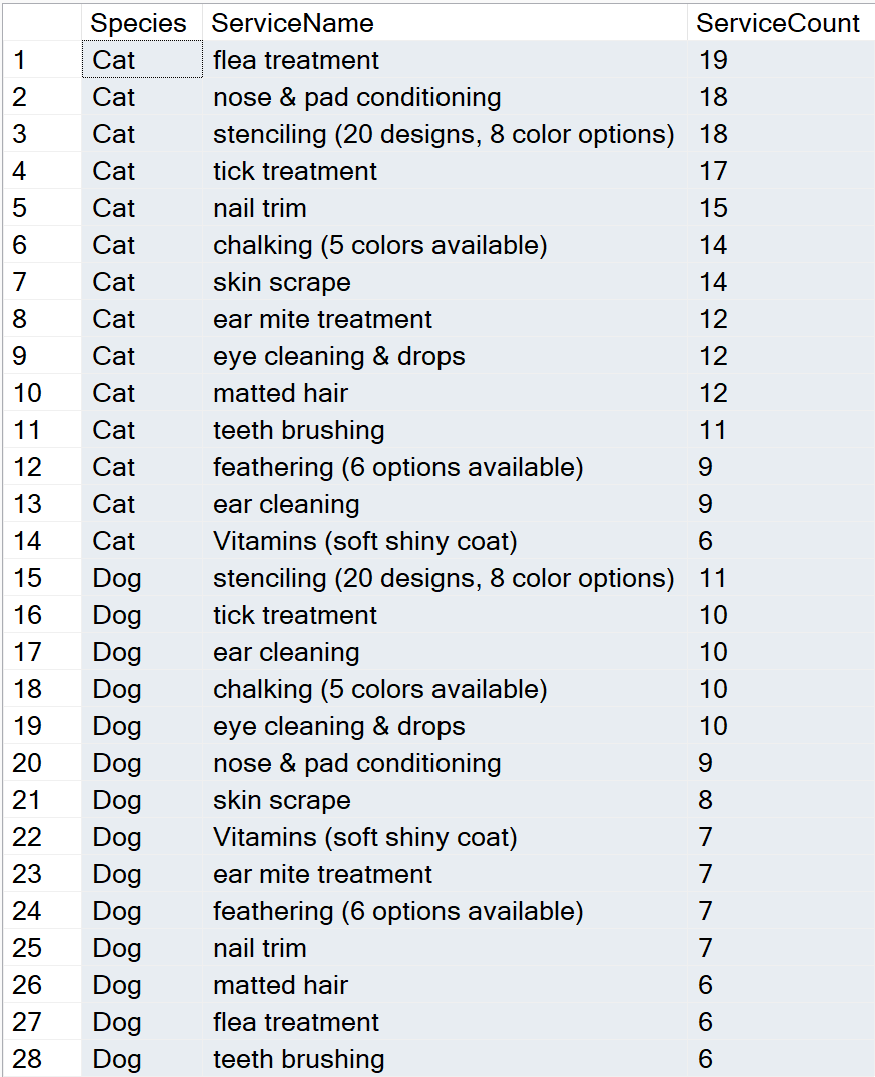 Species ServiceName ServiceCount
1 Cat flea treatment 19
2 Cat nose & pad conditioning 18
3 Cat stenciling (20 designs, 8 color options) 18
4 Cat tick treatment 17
5 Cat nail trim 15
6 Cat chalking (5 colors available) 14
7 Cat skin scrape 14
8 Cat ear mite treatment 12
9 Cat eye cleaning & drops 12
10 Cat matted hair 12
11 Cat teeth brushing 11
12 Cat feathering (6 options available) 9
13 Cat ear cleaning 9
14 Cat Vitamins (soft shiny coat) 6
15 Dog stenciling (20 designs, 8 color options) 11
16 Dog tick treatment 10
17 Dog ear cleaning 10
18 Dog chalking (5 colors available) 10
19 Dog eye cleaning & drops 10
20 Dog nose & pad conditioning 9
21 Dog skin scrape 8
22 Dog Vitamins (soft shiny coat) 7
23 Dog ear mite treatment 7
24 Dog feathering (6 options available) 7
25 Dog nail trim 7
26 Dog matted hair 6
27 Dog flea treatment 6
28 Dog teeth brushing 6